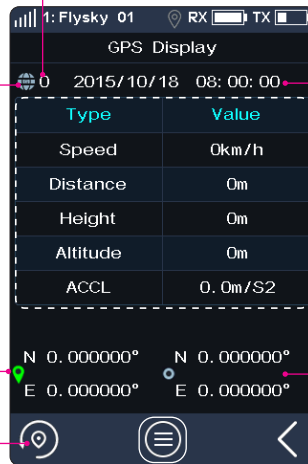 1: Flysky 01 RX TX
GPS Display
0 2015/10/18 08:00:00
Type Value
Speed 0km/h
Distance 0m
Height 0m
Altitude 0m
ACCL 0.0m/S2
N 0.000000° N 0.000000°
E 0.000000° E 0.000000°